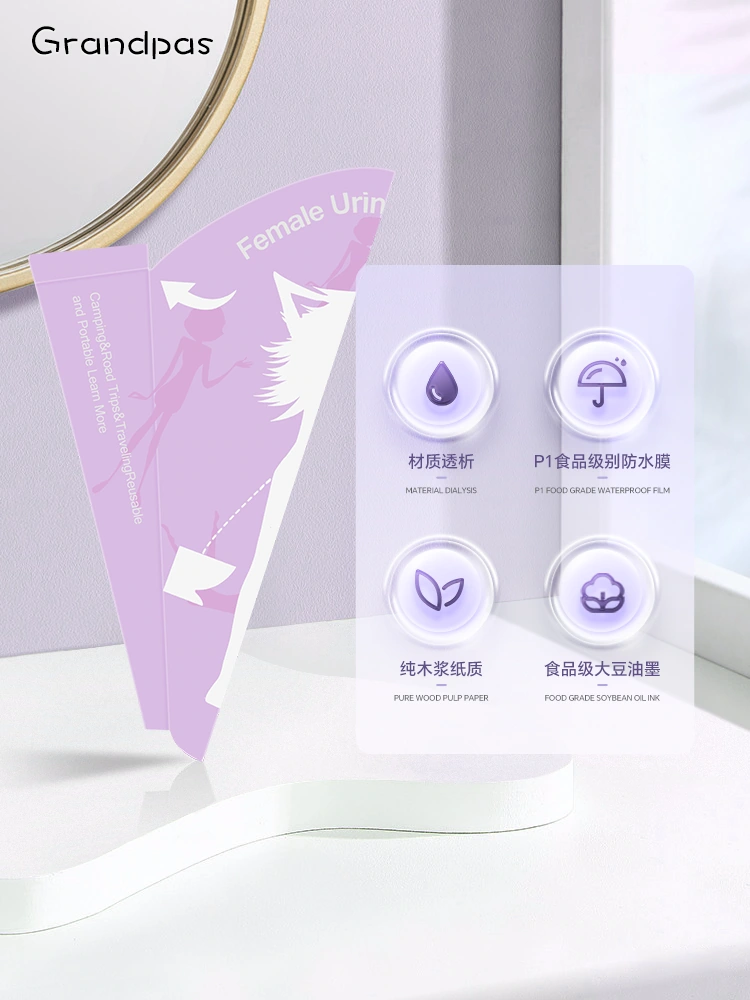 Grandpas
Female Urin
Camping&Road Trips&TravelingReusable
and Portable Learn More
材质透析
MATERIAL DIALYSIS
P1食品级别防水膜
P1 FOOD GRADE WATERPROOF FILM
纯木浆纸质
PURE WOOD PULP PAPER
食品级大豆油墨
FOOD GRADE SOYBEAN OIL INK